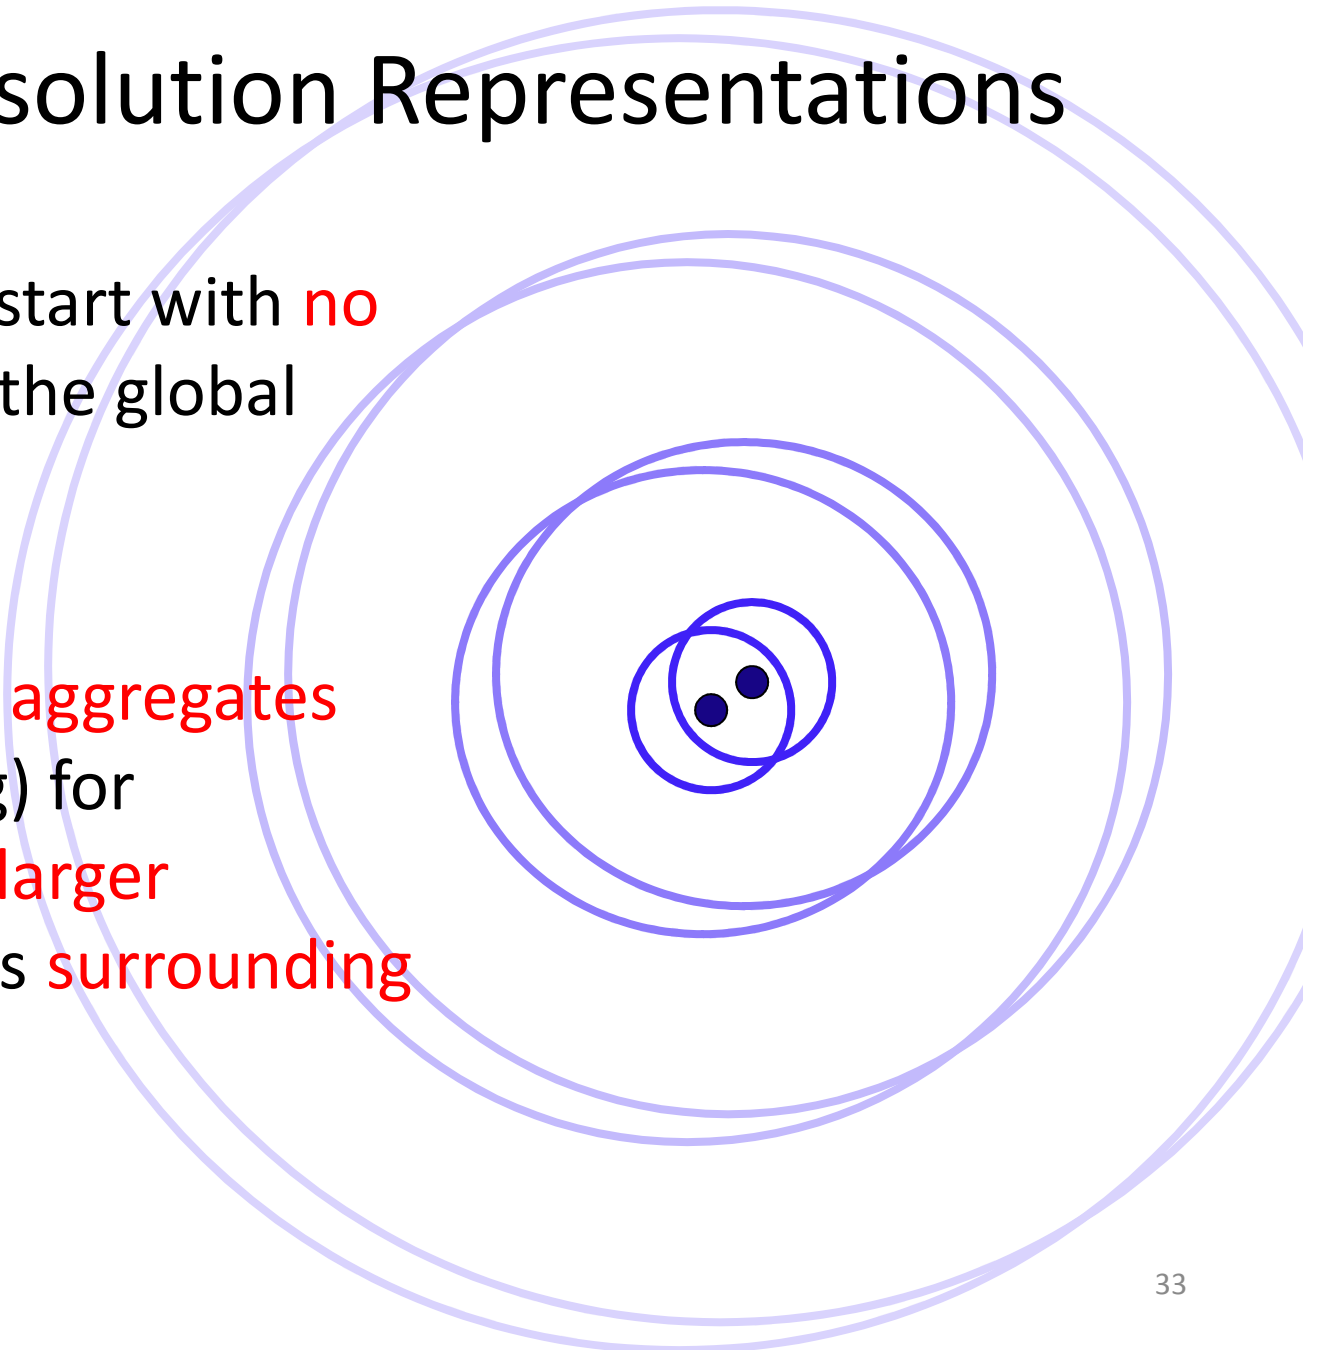 solution Representations
start with no
the global
aggregates
g) for
larger
s surrounding
33